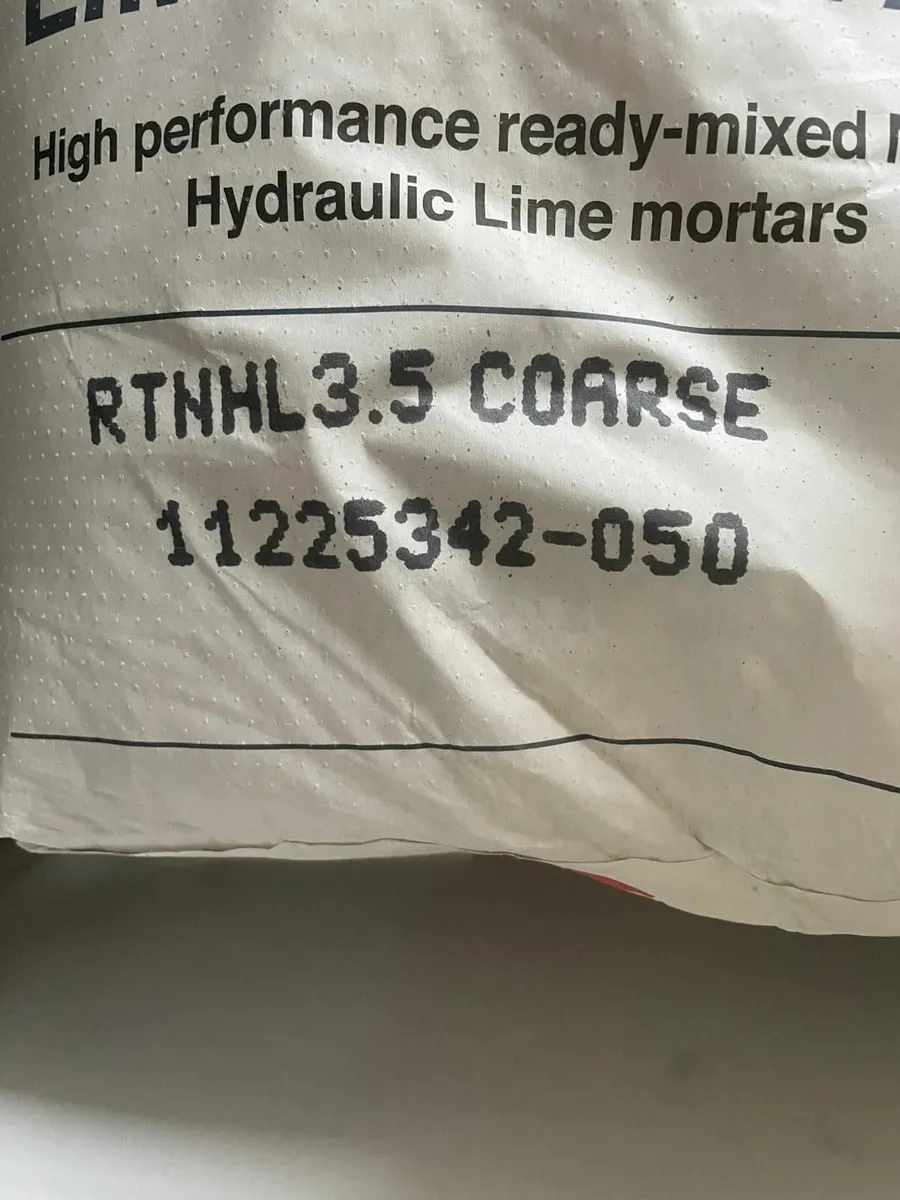 High performance ready-mixed
Hydraulic Lime mortars
RTNHL3.5 COARSE
11225342-050